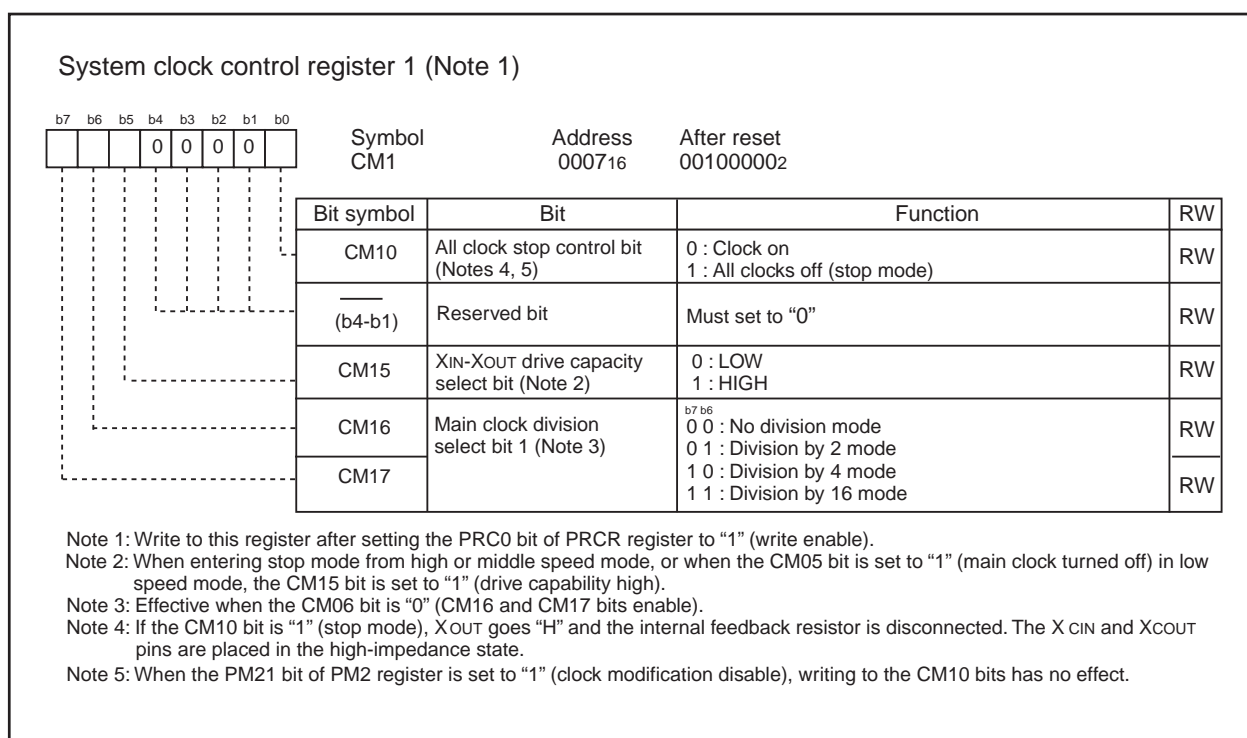 System clock control register 1 (Note 1)
b7 b6 b5 b4 b3 b2 b1 b0
0 0 0 0
Symbol Address After reset
CM1 000716 001000002
Bit symbol Bit Function RW
CM10 All clock stop control bit (Notes 4, 5) 0 : Clock on RW
1 : All clocks off (stop mode)
(b4-b1) Reserved bit Must set to “0” RW
CM15 XIN-XOUT drive capacity select bit (Note 2) 0 : LOW RW
1 : HIGH
CM16 Main clock division select bit 1 (Note 3) b7 b6 RW
0 0 : No division mode
0 1 : Division by 2 mode
CM17 1 0 : Division by 4 mode RW
1 1 : Division by 16 mode
Note 1: Write to this register after setting the PRC0 bit of PRCR register to “1” (write enable).
Note 2: When entering stop mode from high or middle speed mode, or when the CM05 bit is set to “1” (main clock turned off) in low
speed mode, the CM15 bit is set to “1” (drive capability high).
Note 3: Effective when the CM06 bit is “0” (CM16 and CM17 bits enable).
Note 4: If the CM10 bit is “1” (stop mode), XOUT goes “H” and the internal feedback resistor is disconnected. The X CIN and XCOUT
pins are placed in the high-impedance state.
Note 5: When the PM21 bit of PM2 register is set to “1” (clock modification disable), writing to the CM10 bits has no effect.